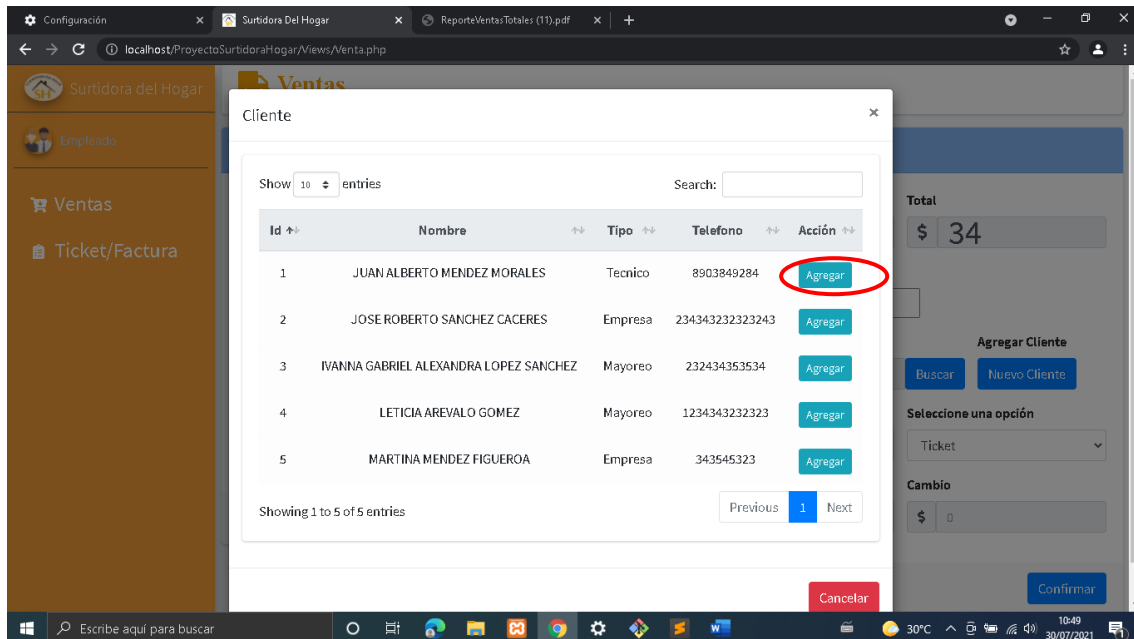 Configuración
Surtidora Del Hogar
ReporteVentasTotales (11).pdf
localhost/ProyectoSurtidoraHogar/Views/Venta.php
SH
Surtidora del Hogar
Ventas
Empleado
Ventas
Ticket/Factura
Cliente
Show 10 entries
Search:
Id Nombre Tipo Telefono Acción
1 JUAN ALBERTO MENDEZ MORALES Tecnico 8903849284 Agregar
2 JOSE ROBERTO SANCHEZ CACERES Empresa 234343232323243 Agregar
3 IVANNA GABRIEL ALEXANDRA LOPEZ SANCHEZ Mayoreo 232434353534 Agregar
4 LETICIA AREVALO GOMEZ Mayoreo 1234343232323 Agregar
5 MARTINA MENDEZ FIGUEROA Empresa 343545323 Agregar
Showing 1 to 5 of 5 entries
Previous 1 Next
Cancelar
Total
$ 34
Agregar Cliente
Buscar Nuevo Cliente
Seleccione una opción
Ticket
Cambio
$ 0
Confirmar
Escribe aquí para buscar
30°C
10:49
30/07/2021